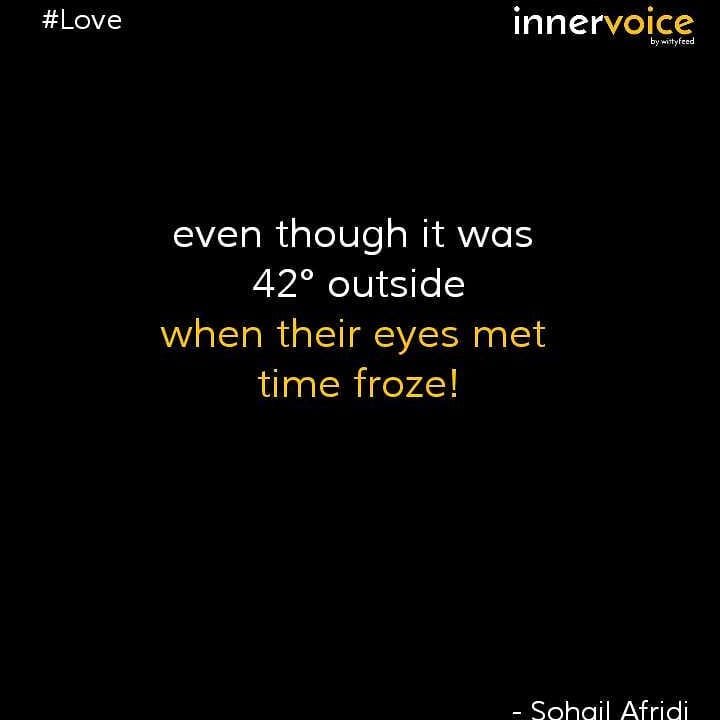 #Love
innervoice
by wittyfeed
even though it was
42° outside
when their eyes met
time froze!
- Sohail Afridi